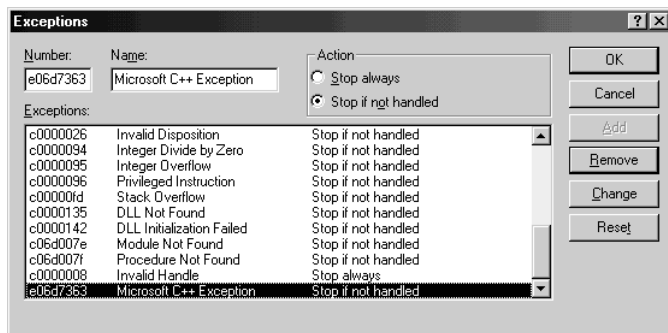 Exceptions
Number: Name:
e06d7363 Microsoft C++ Exception
Action
Stop always
Stop if not handled
Exceptions:
c0000026 Invalid Disposition Stop if not handled
c0000094 Integer Divide by Zero Stop if not handled
c0000095 Integer Overflow Stop if not handled
c0000096 Privileged Instruction Stop if not handled
c00000fd Stack Overflow Stop if not handled
c0000135 DLL Not Found Stop if not handled
c0000142 DLL Initialization Failed Stop if not handled
c06d007e Module Not Found Stop if not handled
c06d007f Procedure Not Found Stop if not handled
c0000008 Invalid Handle Stop always
e06d7363 Microsoft C++ Exception Stop if not handled
OK
Cancel
Add
Remove
Change
Reset